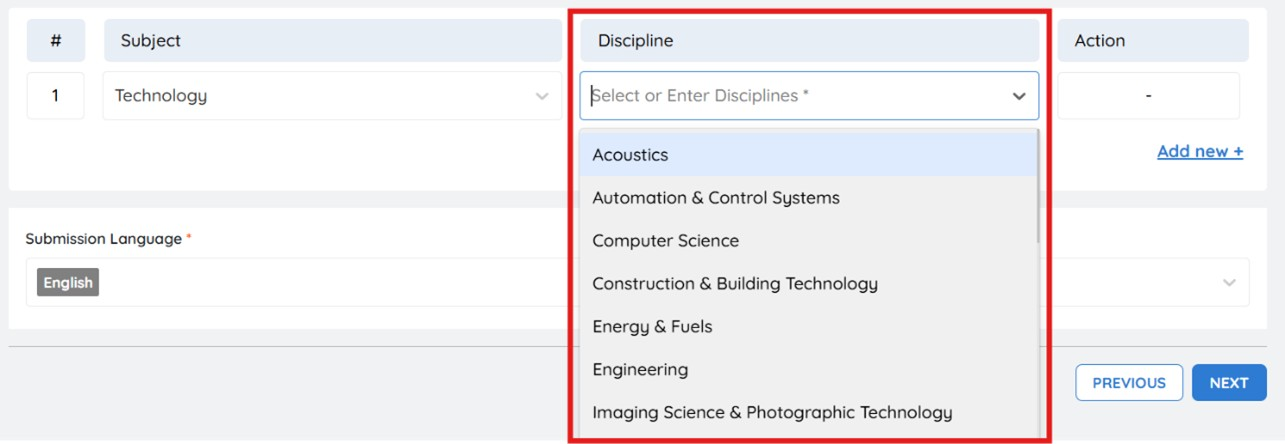 # Subject Discipline Action
1 Technology Select or Enter Disciplines * -
Acoustics
Add new +
Automation & Control Systems
Submission Language *
Computer Science
English
Construction & Building Technology
Energy & Fuels
Engineering
PREVIOUS NEXT
Imaging Science & Photographic Technology